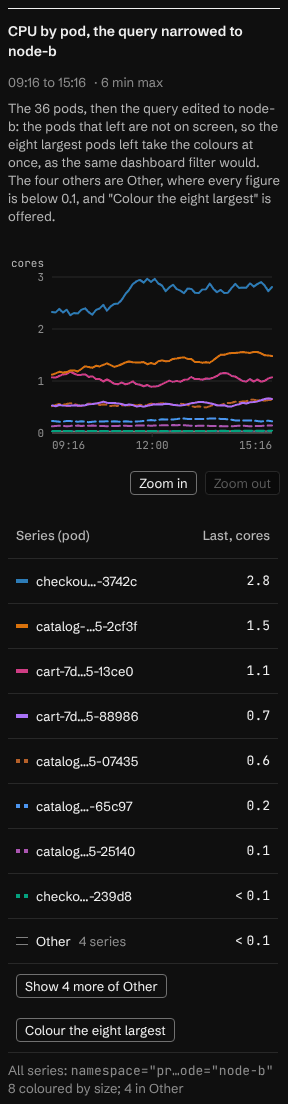 CPU by pod, the query narrowed to
node-b
09:16 to 15:16 · 6 min max
The 36 pods, then the query edited to node-
b: the pods that left are not on screen, so the
eight largest pods left take the colours at
once, as the same dashboard filter would.
The four others are Other, where every figure
is below 0.1, and "Colour the eight largest" is
offered.
cores
3
2
1
0
09:16 12:00 15:16
Zoom in Zoom out
Series (pod) Last, cores
checkou...-3742c 2.8
catalog-...5-2cf3f 1.5
cart-7d...5-13ce0 1.1
cart-7d...5-88986 0.7
catalog...5-07435 0.6
catalog...-65c97 0.2
catalog...5-25140 0.1
checko...-239d8 < 0.1
Other 4 series < 0.1
Show 4 more of Other
Colour the eight largest
All series: namespace="pr…ode="node-b"
8 coloured by size; 4 in Other